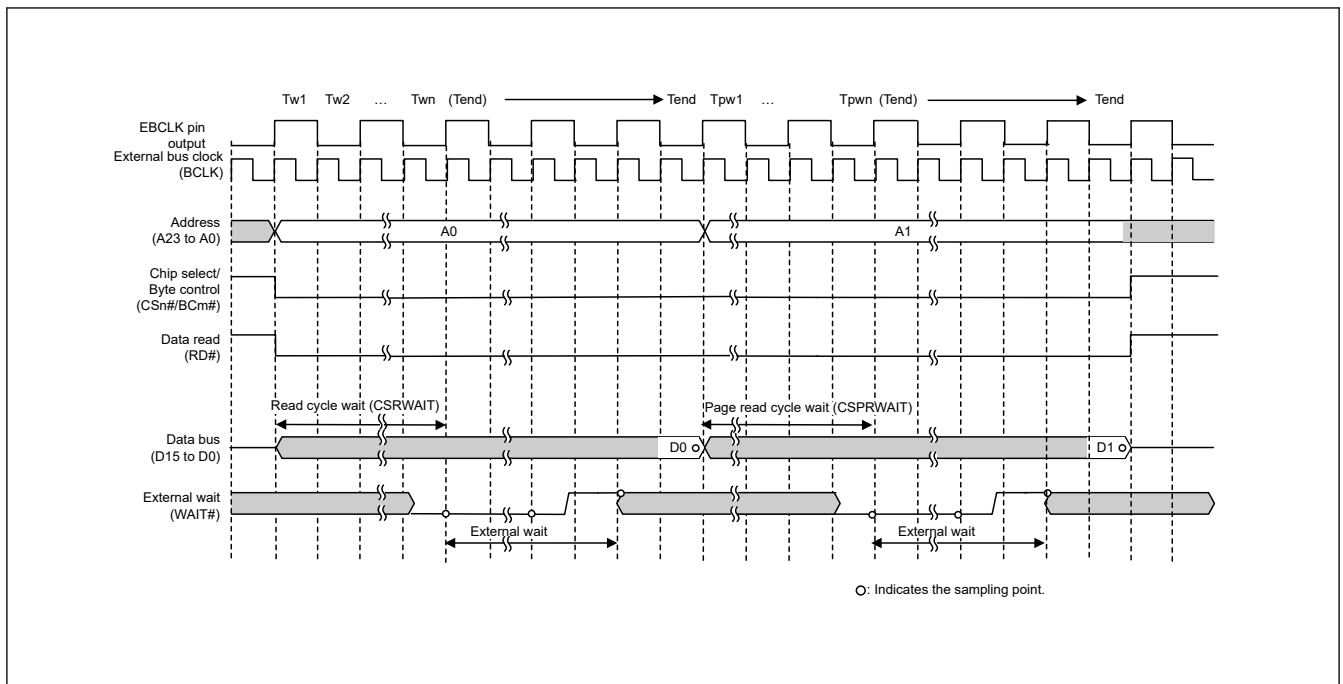 Tw1 Tw2 … Twn (Tend) Tend Tpw1 … Tpwn (Tend) Tend
EBCLK pin
output
External bus clock
(BCLK)
Address
(A23 to A0)
A0 A1
Chip select/
Byte control
(CSn#/BCm#)
Data read
(RD#)
Read cycle wait (CSRWAIT) Page read cycle wait (CSPRWAIT)
Data bus
(D15 to D0)
D0 D1
External wait
(WAIT#)
External wait External wait
: Indicates the sampling point.